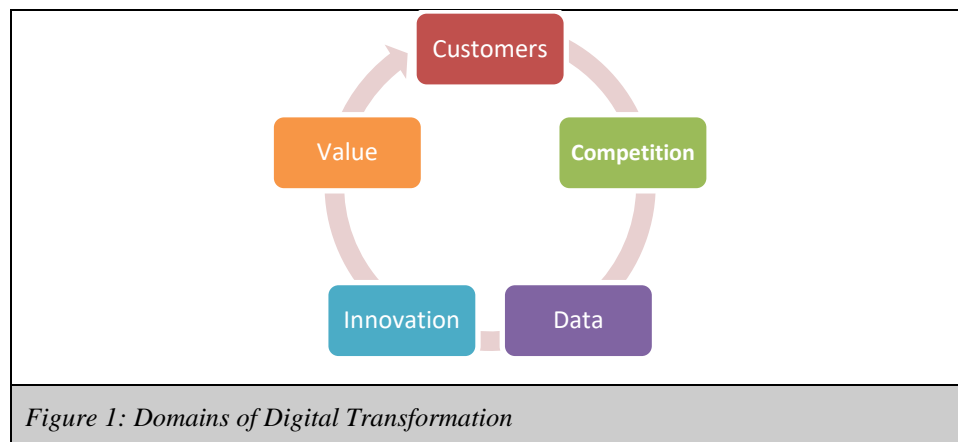 Customers
Value
Competition
Innovation
Data
Figure 1: Domains of Digital Transformation